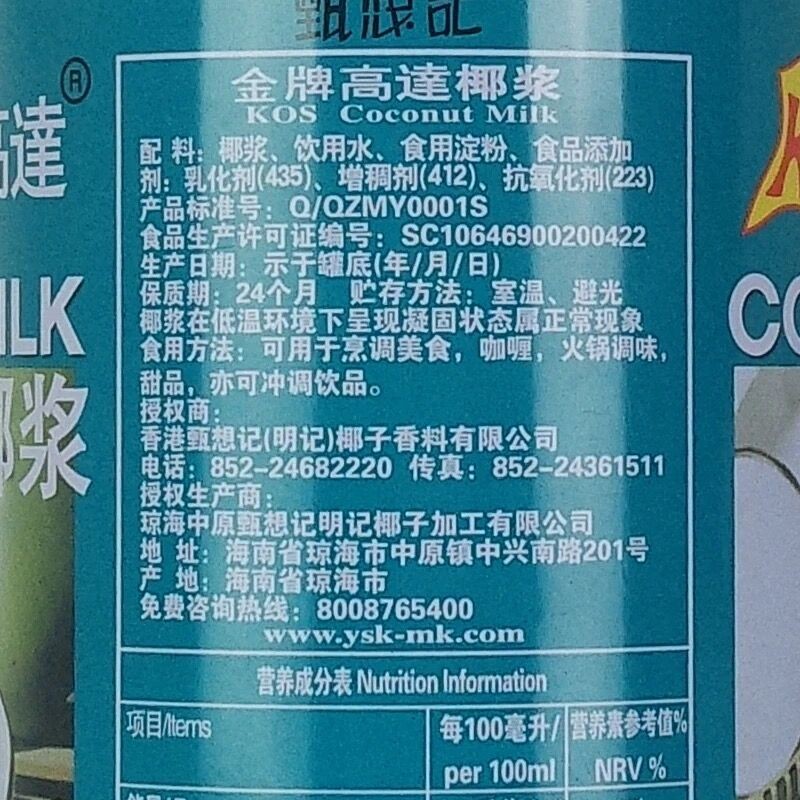 甄想记
金牌高達椰浆
KOS Coconut Milk
配 料：椰浆、饮用水、食用淀粉、食品添加
剂：乳化剂(435)、增稠剂(412)、抗氧化剂(223)
产品标准号：Q/QZMY0001S
食品生产许可证编号：SC10646900200422
生产日期：示于罐底(年/月/日)
保质期：24个月 贮存方法：室温、避光
椰浆在低温环境下呈现凝固状态属正常现象
食用方法：可用于烹调美食，咖喱，火锅调味，
甜品，亦可冲调饮品。
授权商：
香港甄想记(明记)椰子香料有限公司
电话：852-24682220 传真：852-24361511
授权生产商：
琼海中原甄想记明记椰子加工有限公司
地 址：海南省琼海市中原镇中兴南路201号
产 地：海南省琼海市
免费咨询热线：8008765400
www.ysk-mk.com
营养成分表 Nutrition Information
项目/Items
每100毫升/
per 100ml
营养素参考值%
NRV %
®
達
ILK
椰浆
CO